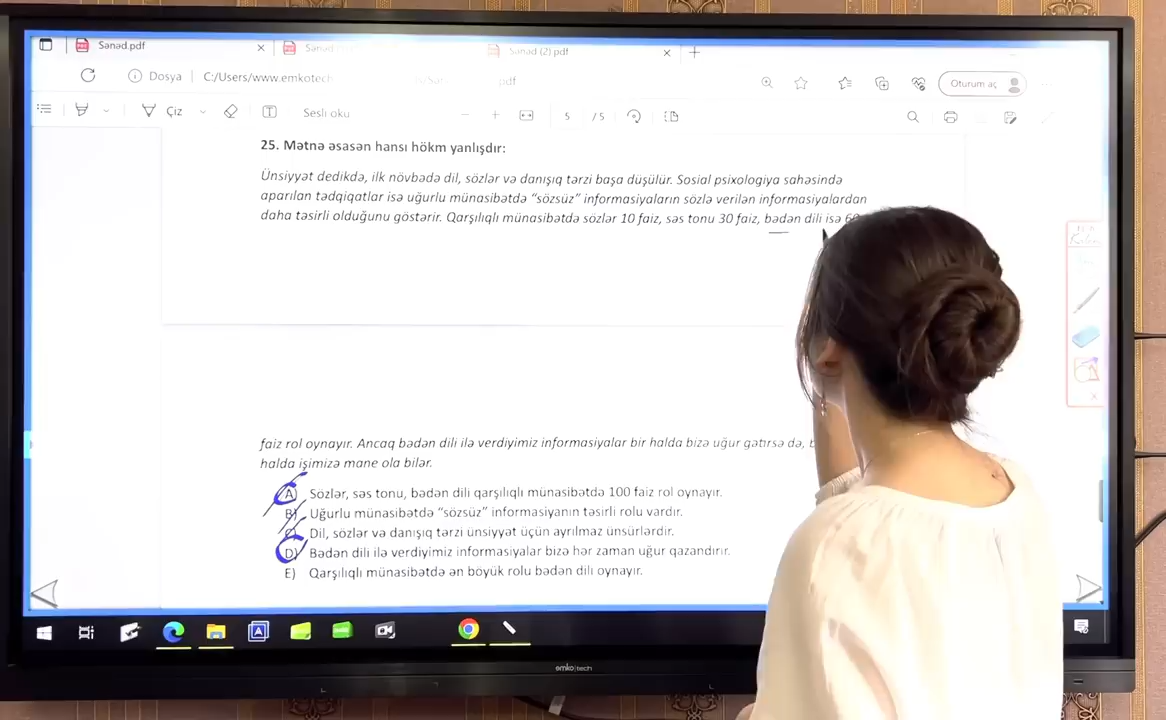 Sənəd.pdf
Sənəd (2).pdf
Dosya
C:/Users/www.emkotech
pdf
Oturum aç
Çiz
Sesli oku
5
/ 5
25. Mətnə əsasən hansı hökm yanlışdır:
Ünsiyyət dedikdə, ilk növbədə dil, sözlər və danışıq tərzi başa düşülür. Sosial psixologiya sahəsində
aparılan tədqiqatlar isə uğurlu münasibətdə "sözsüz" informasiyaların sözlə verilən informasiyalardan
daha təsirli olduğunu göstərir. Qarşılıqlı münasibətdə sözlər 10 faiz, səs tonu 30 faiz, bədən dili isə
faiz rol oynayır. Ancaq bədən dili ilə verdiyimiz informasiyalar bir halda bizə uğur gətirsə də,
halda işimizə mane ola bilər.
A) Sözlər, səs tonu, bədən dili qarşılıqlı münasibətdə 100 faiz rol oynayır.
B) Uğurlu münasibətdə "sözsüz" informasiyanın təsirli rolu vardır.
C) Dil, sözlər və danışıq tərzi ünsiyyət üçün ayrılmaz ünsürlərdir.
D) Bədən dili ilə verdiyimiz informasiyalar bizə hər zaman uğur qazandırır.
E) Qarşılıqlı münasibətdə ən böyük rolu bədən dili oynayır.
emko|tech